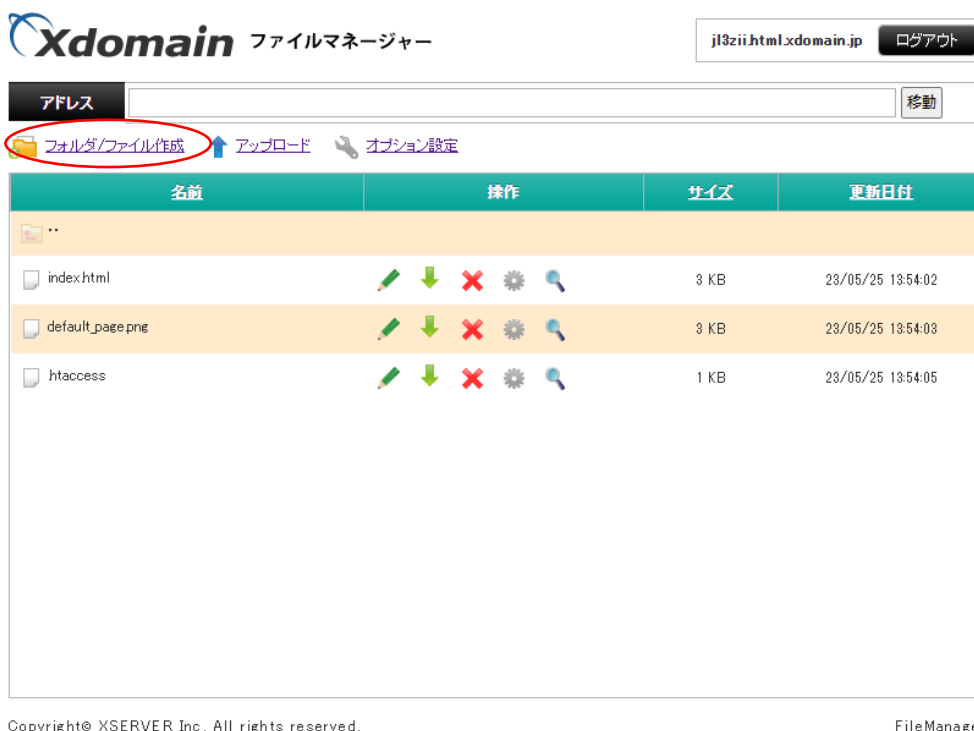 Xdomain ファイルマネージャー
jl3zii.html.xdomain.jp ログアウト
アドレス 移動
フォルダ/ファイル作成 アップロード オプション設定
名前 操作 サイズ 更新日付
..
index.html 3 KB 23/05/25 13:54:02
default_page.png 3 KB 23/05/25 13:54:03
.htaccess 1 KB 23/05/25 13:54:05
Copyright© XSERVER Inc. All rights reserved. FileManage